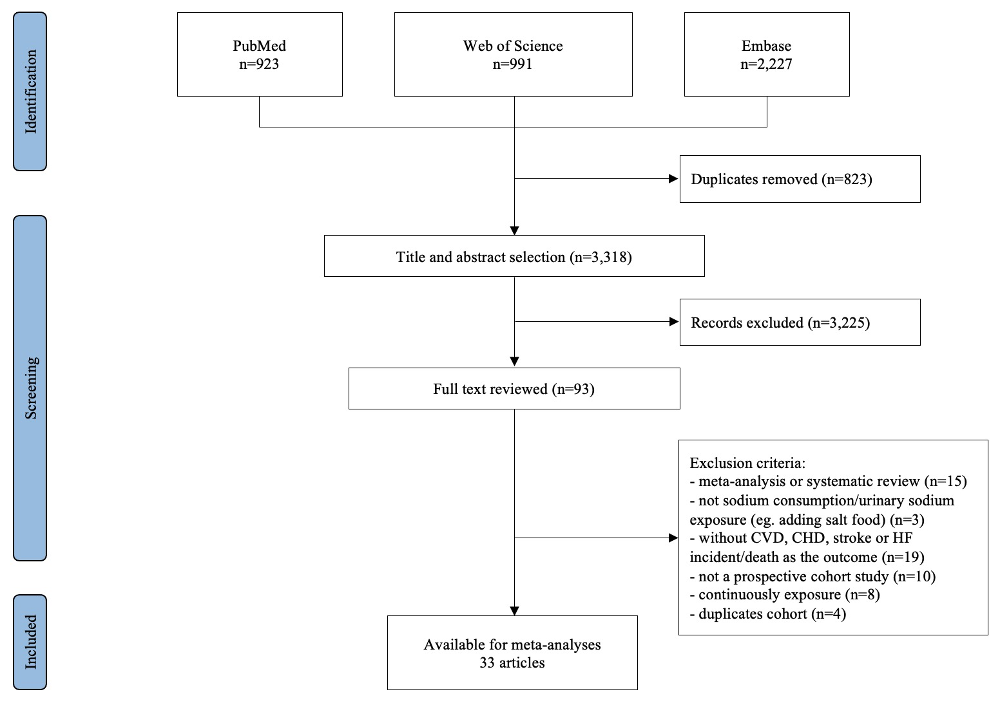 Identification
PubMed
n=923
Web of Science
n=991
Embase
n=2,227
Duplicates removed (n=823)
Screening
Title and abstract selection (n=3,318)
Records excluded (n=3,225)
Full text reviewed (n=93)
Exclusion criteria:
- meta-analysis or systematic review (n=15)
- not sodium consumption/urinary sodium
exposure (eg. adding salt food) (n=3)
- without CVD, CHD, stroke or HF
incident/death as the outcome (n=19)
- not a prospective cohort study (n=10)
- continuously exposure (n=8)
- duplicates cohort (n=4)
Included
Available for meta-analyses
33 articles